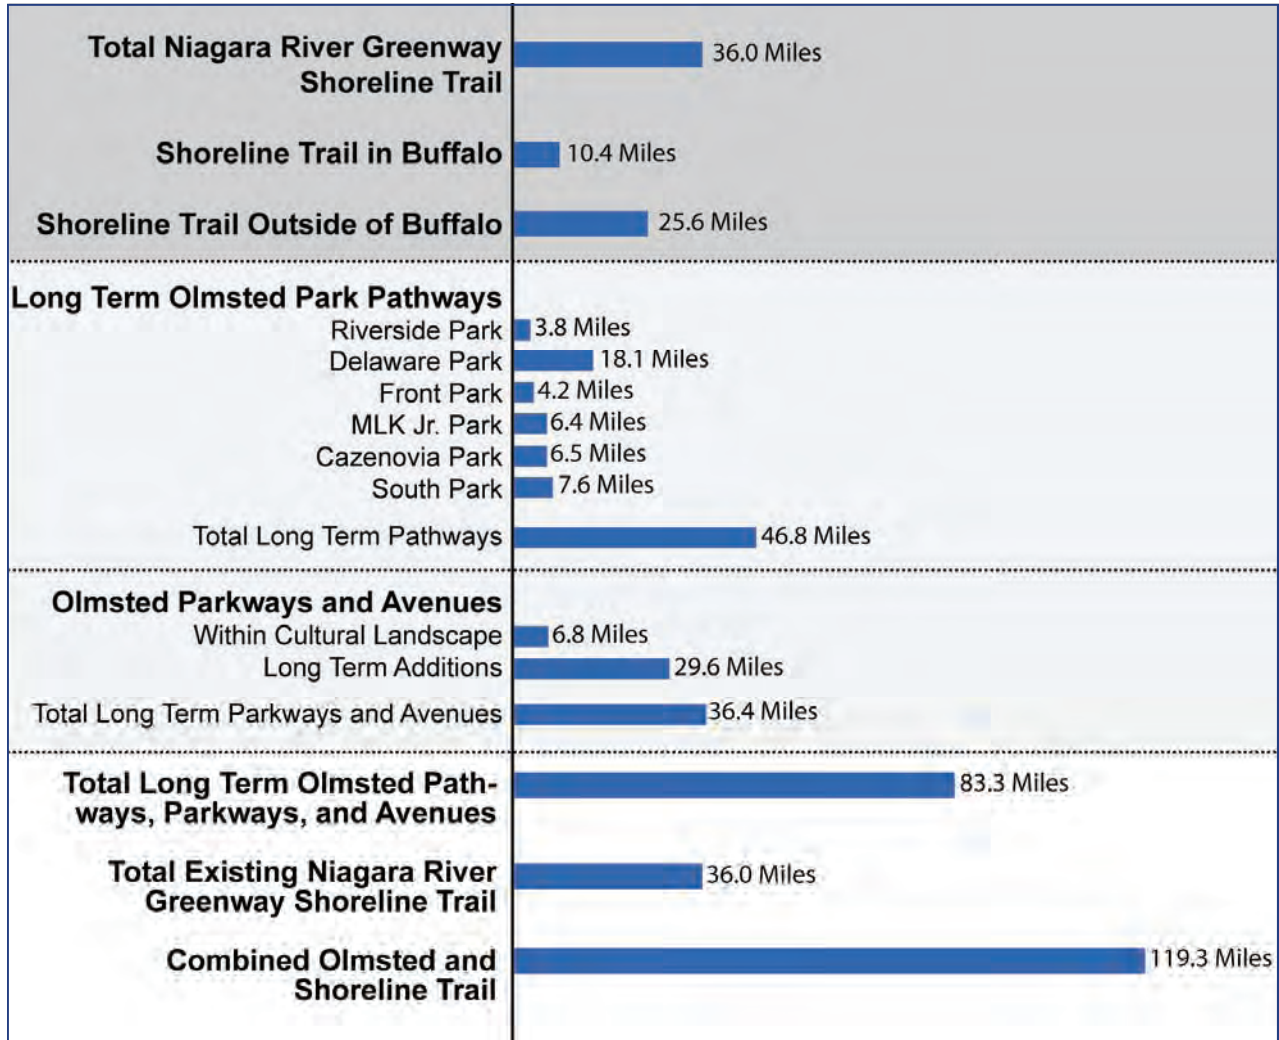 Total Niagara River Greenway
Shoreline Trail
36.0 Miles
Shoreline Trail in Buffalo
10.4 Miles
Shoreline Trail Outside of Buffalo
25.6 Miles
Long Term Olmsted Park Pathways
Riverside Park
3.8 Miles
Delaware Park
18.1 Miles
Front Park
4.2 Miles
MLK Jr. Park
6.4 Miles
Cazenovia Park
6.5 Miles
South Park
7.6 Miles
Total Long Term Pathways
46.8 Miles
Olmsted Parkways and Avenues
Within Cultural Landscape
6.8 Miles
Long Term Additions
29.6 Miles
Total Long Term Parkways and Avenues
36.4 Miles
Total Long Term Olmsted Path-
ways, Parkways, and Avenues
83.3 Miles
Total Existing Niagara River
Greenway Shoreline Trail
36.0 Miles
Combined Olmsted and
Shoreline Trail
119.3 Miles